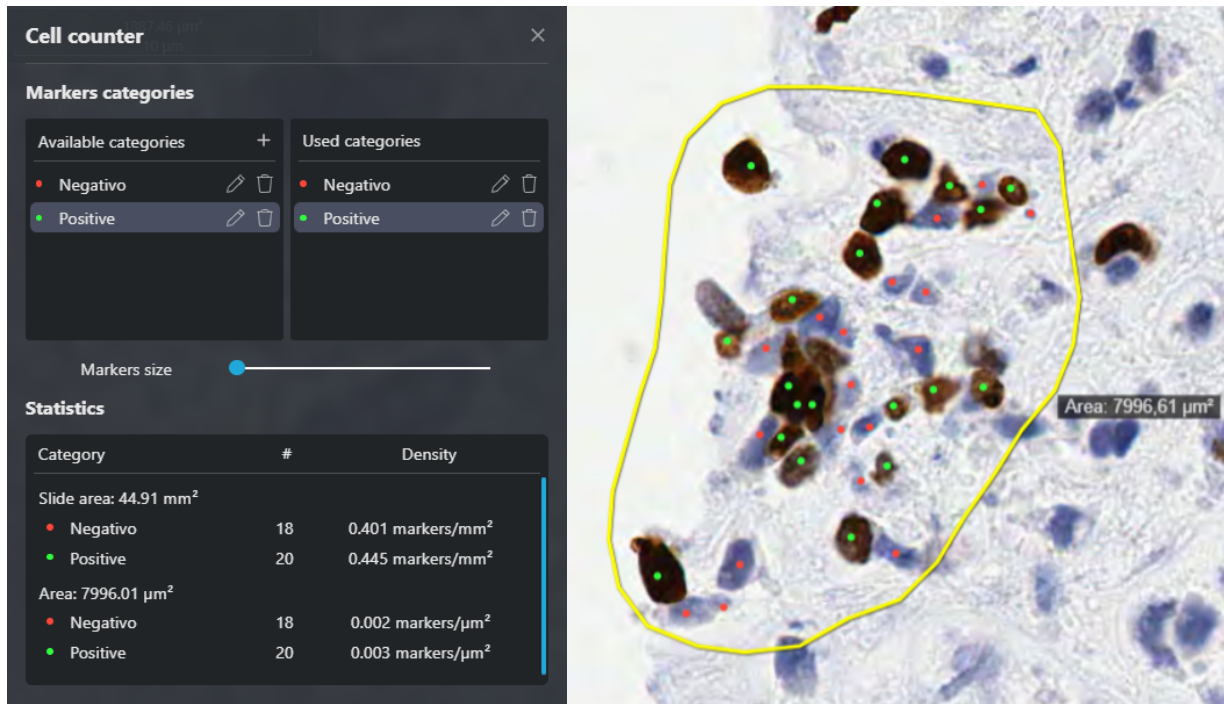 Cell counter
Markers categories
Available categories
Negativo
Positive
Used categories
Negativo
Positive
Markers size
Statistics
Category # Density
Slide area: 44.91 mm²
Negativo 18 0.401 markers/mm²
Positive 20 0.445 markers/mm²
Area: 7996.01 µm²
Negativo 18 0.002 markers/µm²
Positive 20 0.003 markers/µm²
Area: 7996,61 µm²